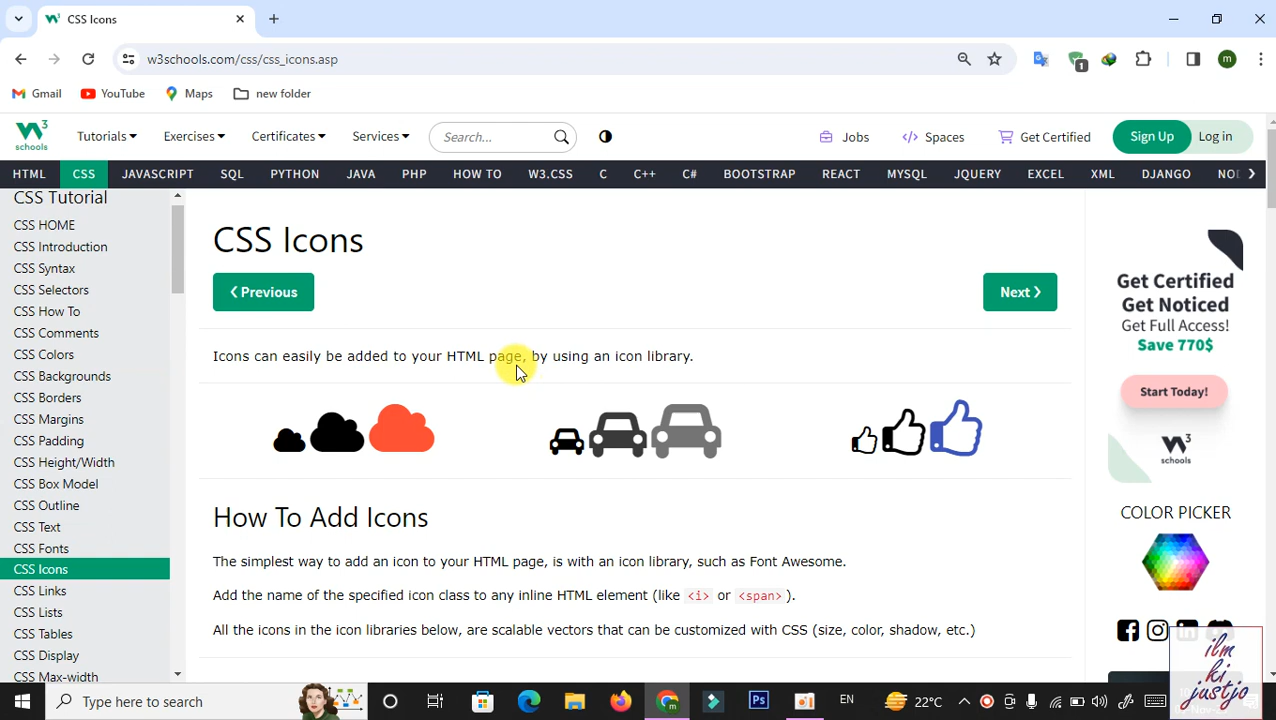 CSS Icons
w3schools.com/css/css_icons.asp
1
m
Gmail YouTube Maps new folder
W3
schools
Tutorials Exercises Certificates Services Search... Jobs Spaces Get Certified Sign Up Log in
HTML CSS JAVASCRIPT SQL PYTHON JAVA PHP HOW TO W3.CSS C C++ C# BOOTSTRAP REACT MYSQL JQUERY EXCEL XML DJANGO
CSS Tutorial
CSS HOME
CSS Introduction
CSS Syntax
CSS Selectors
CSS How To
CSS Comments
CSS Colors
CSS Backgrounds
CSS Borders
CSS Margins
CSS Padding
CSS Height/Width
CSS Box Model
CSS Outline
CSS Text
CSS Fonts
CSS Icons
CSS Links
CSS Lists
CSS Tables
CSS Display
CSS Max-width
CSS Icons
❮ Previous
Next ❯
Icons can easily be added to your HTML page, by using an icon library.
How To Add Icons
The simplest way to add an icon to your HTML page, is with an icon library, such as Font Awesome.
Add the name of the specified icon class to any inline HTML element (like <i> or <span>).
All the icons in the icon libraries below, are scalable vectors that can be customized with CSS (size, color, shadow, etc.)
Get Certified
Get Noticed
Get Full Access!
Save 770$
Start Today!
W3
schools
COLOR PICKER
Type here to search
Ps
EN
22°C
ilm
ki
justjo